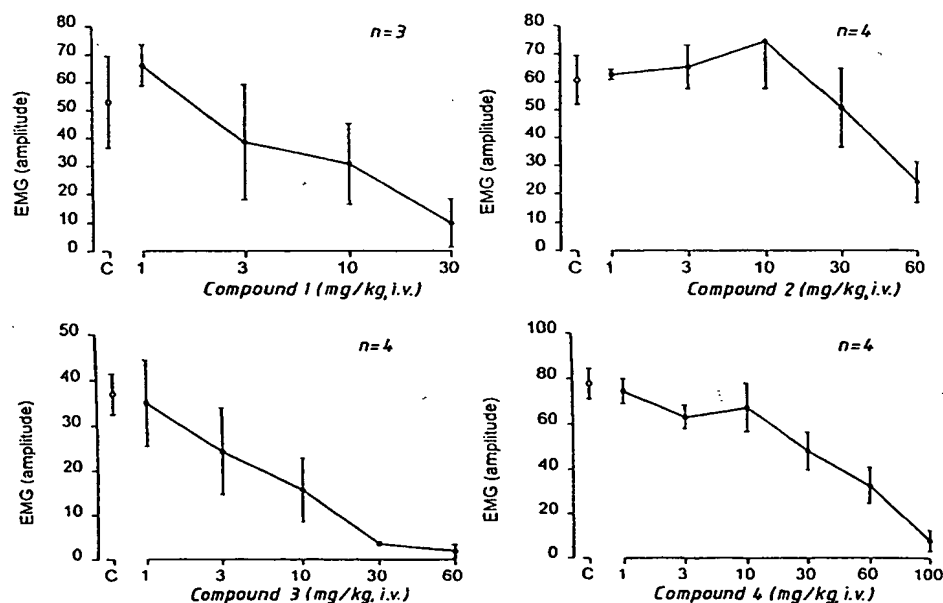 n=3
80
70
60
50
40
30
20
10
0
EMG (amplitude)
C 1 3 10 30
Compound 1 (mg/kg, i.v.)
n=4
80
70
60
50
40
30
20
10
0
EMG (amplitude)
C 1 3 10 30 60
Compound 2 (mg/kg, i.v.)
n=4
50
40
30
20
10
0
EMG (amplitude)
C 1 3 10 30 60
Compound 3 (mg/kg, i.v.)
n=4
100
80
60
40
20
0
EMG (amplitude)
C 1 3 10 30 60 100
Compound 4 (mg/kg, i.v.)